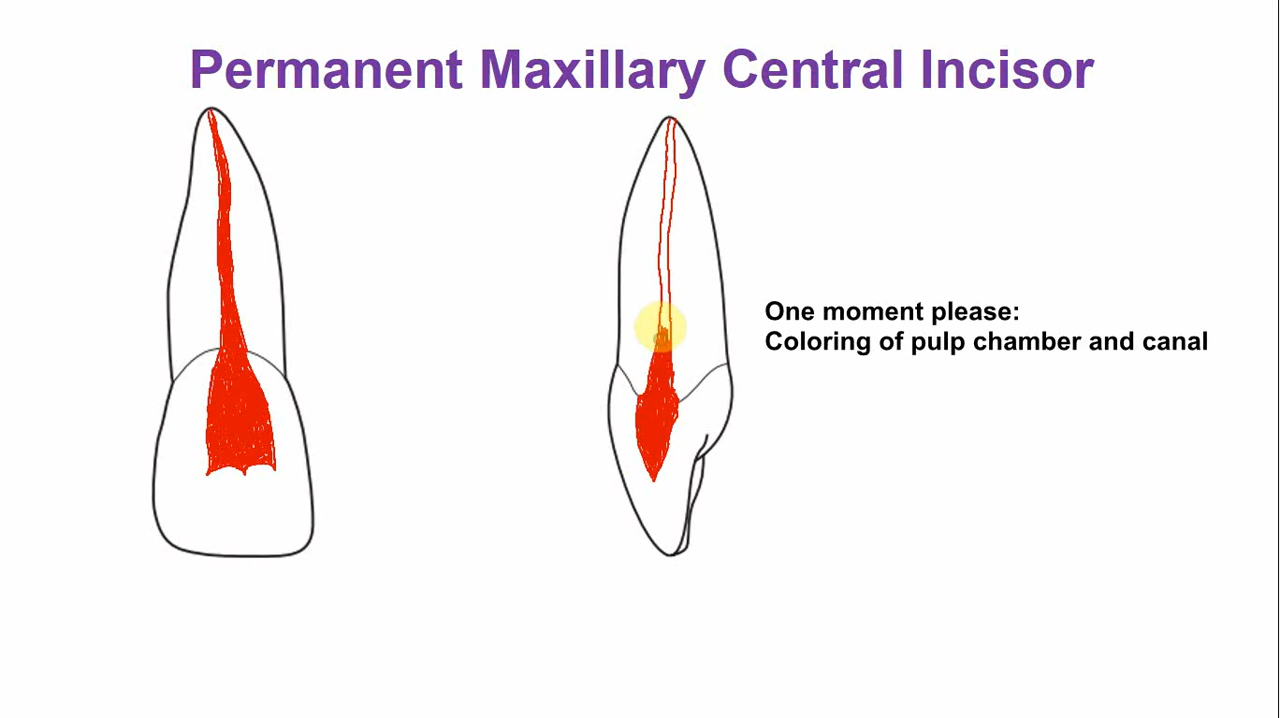 Permanent Maxillary Central Incisor
One moment please:
Coloring of pulp chamber and canal